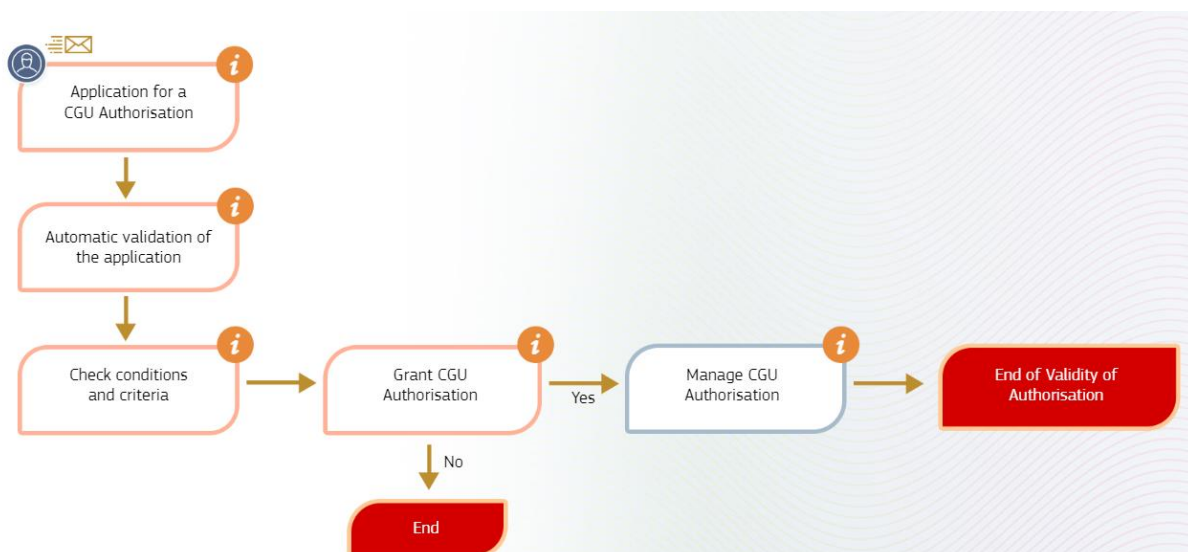 i
Application for a
CGU Authorisation
i
Automatic validation of
the application
i
Check conditions
and criteria
i
Grant CGU
Authorisation
Yes
i
Manage CGU
Authorisation
End of Validity of
Authorisation
No
End